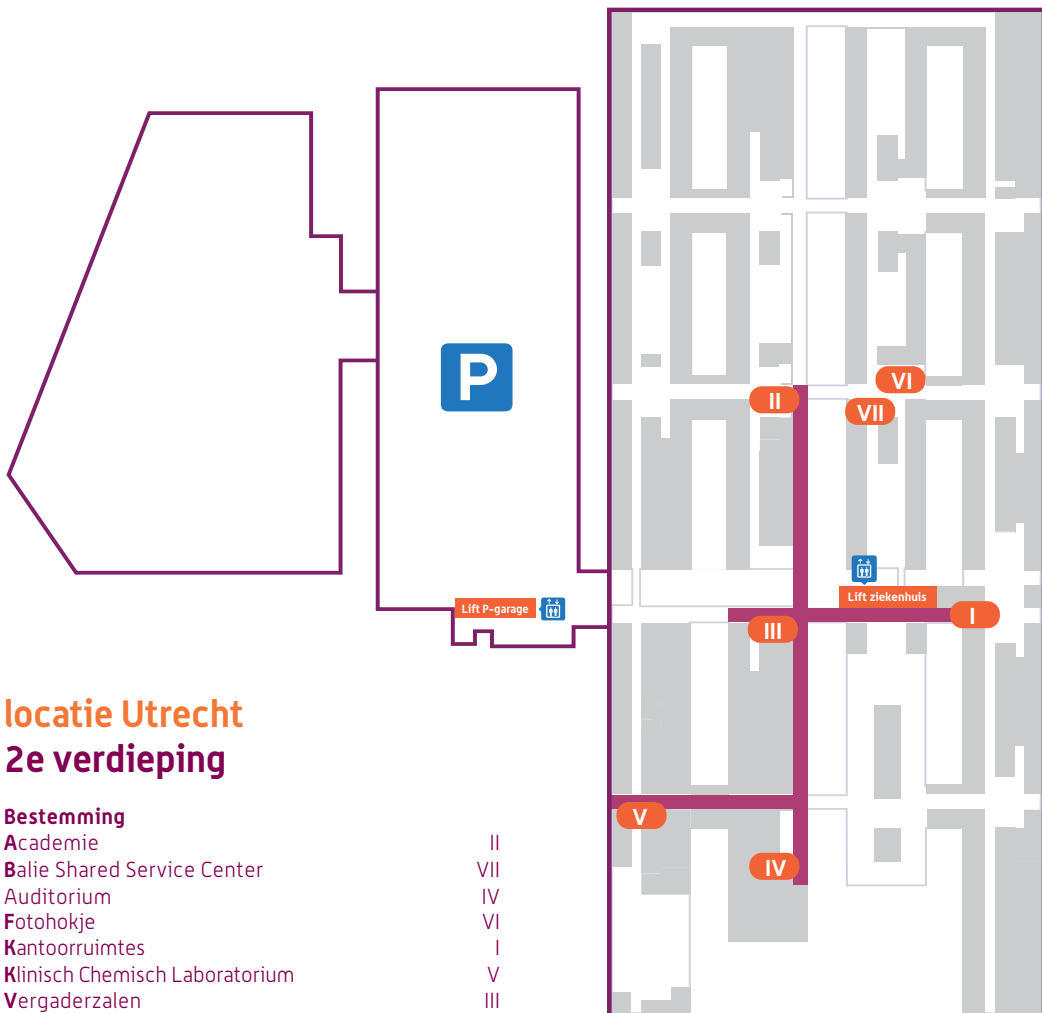 P
VI
II
VII
Lift ziekenhuis
Lift P-garage
I
III
locatie Utrecht
2e verdieping
V
IV
Bestemming
Academie II
Balie Shared Service Center VII
Auditorium IV
Fotohokje VI
Kantoorruimtes I
Klinisch Chemisch Laboratorium V
Vergaderzalen III